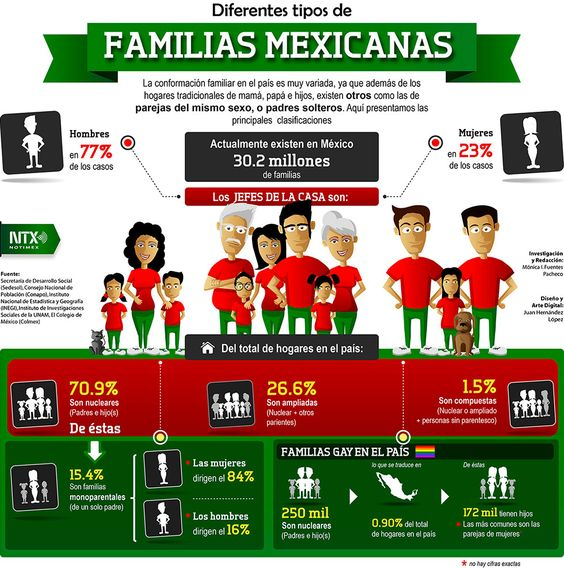 Diferentes tipos de
FAMILIAS MEXICANAS
La conformación familiar en el país es muy variada, ya que además de los
hogares tradicionales de mamá, papá e hijos, existen otros como las de
parejas del mismo sexo, o padres solteros. Aquí presentamos las
principales clasificaciones
Hombres
en 77%
de los casos
Actualmente existen en México
30.2 millones
de familias
Mujeres
en 23%
de los casos
Los JEFES DE LA CASA son:
NTX
NOTIMEX
Fuente:
Secretaría de Desarrollo Social
(Sedesol), Consejo Nacional de
Población (Conapo), Instituto
Nacional de Estadística y Geografía
(INEGI), Instituto de Investigaciones
Sociales de la UNAM, El Colegio de
México (Colmex)
Investigación
y Redacción:
Mónica I. Fuentes
Pacheco
Diseño y
Arte Digital:
Juan Hernández
López
Del total de hogares en el país:
70.9%
Son nucleares
(Padres e hijo(s)
De éstas
26.6%
Son ampliadas
(Nuclear + otros
parientes)
1.5%
Son compuestas
(Nuclear o ampliado
+ personas sin parentesco)
15.4%
Son familias
monoparentales
(de un solo padre)
* Las mujeres
dirigen el 84%
* Los hombres
dirigen el 16%
FAMILIAS GAY EN EL PAÍS
250 mil
Son nucleares
(Padres e hijo(s)
lo que se traduce en
0.90% del total
de hogares en el país
De éstas
172 mil tienen hijos
* Las más comunes son las
parejas de mujeres
* no hay cifras exactas